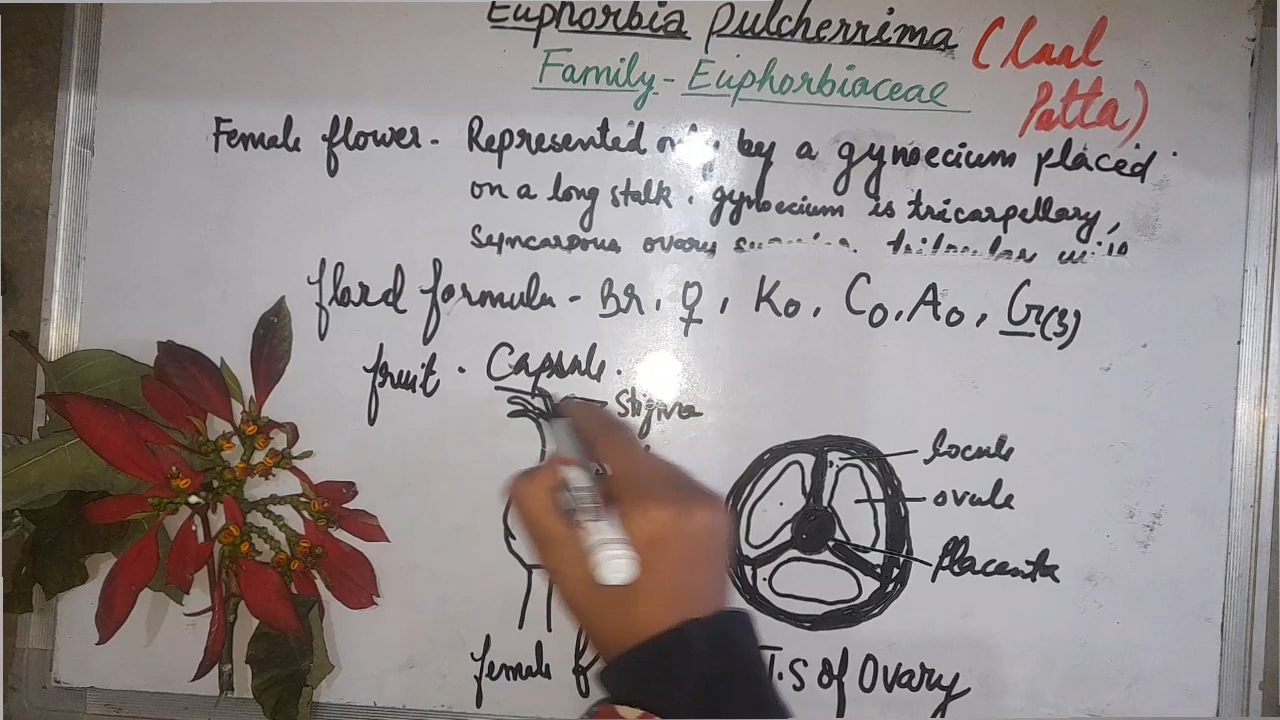 Euphorbia pulcherrima (Laal
Patta)
Family - Euphorbiaceae
Female flower - Represented only by a gynoecium placed
on a long stalk. gynoecium is tricarpellary,
Syncarpous ovary
floral formula - Br, ♀, K0, C0, A0, G(3)
fruit - Capsule.
Stigma
locule
ovule
Placenta
female
T.S of Ovary